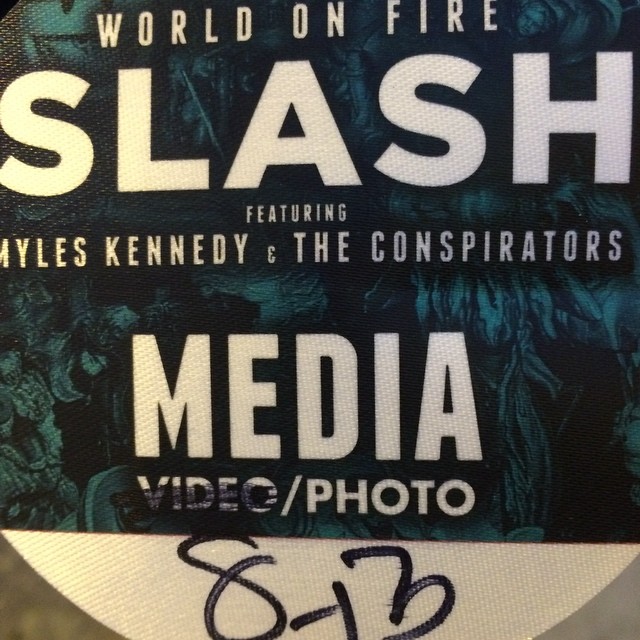 WORLD ON FIRE
SLASH
FEATURING
MYLES KENNEDY & THE CONSPIRATORS
MEDIA
VIDEO/PHOTO
8-13